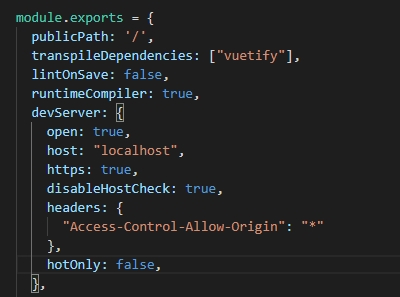 module.exports = {
publicPath: '/',
transpileDependencies: ["vuetify"],
lintOnSave: false,
runtimeCompiler: true,
devServer: {
open: true,
host: "localhost",
https: true,
disableHostCheck: true,
headers: {
"Access-Control-Allow-Origin": "*"
},
hotOnly: false,
},